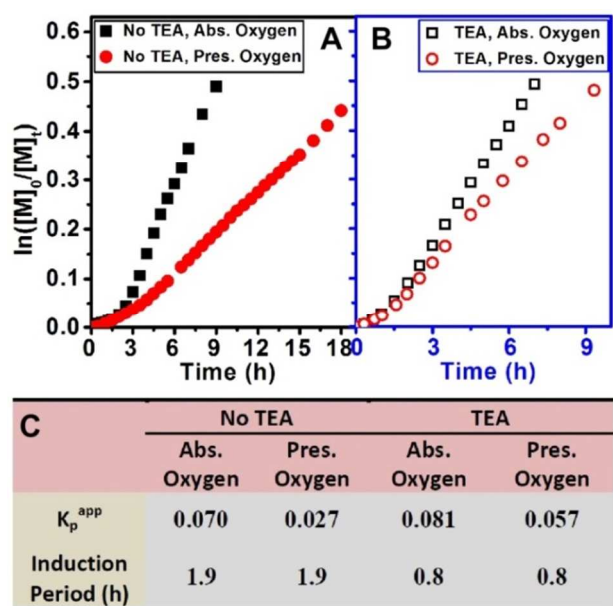 No TEA, Abs. Oxygen
No TEA, Pres. Oxygen
A
ln([M]0/[M]t)
0.6
0.5
0.4
0.3
0.2
0.1
0.0
0 3 6 9 12 15 18
Time (h)
B
TEA, Abs. Oxygen
TEA, Pres. Oxygen
3 6 9
Time (h)
C
No TEA TEA
Abs. Oxygen Pres. Oxygen Abs. Oxygen Pres. Oxygen
Kpapp 0.070 0.027 0.081 0.057
Induction Period (h) 1.9 1.9 0.8 0.8